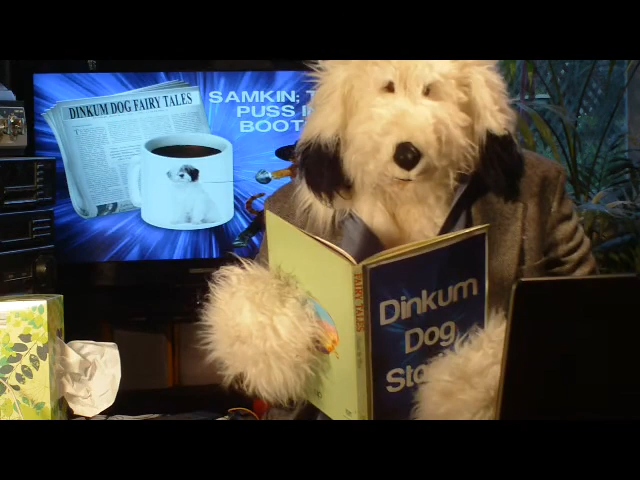 DINKUM DOG FAIRY TALES
SAMKIN; T
PUSS I
BOOT
FAIRY TALES
Dinkum
Dog
Sto